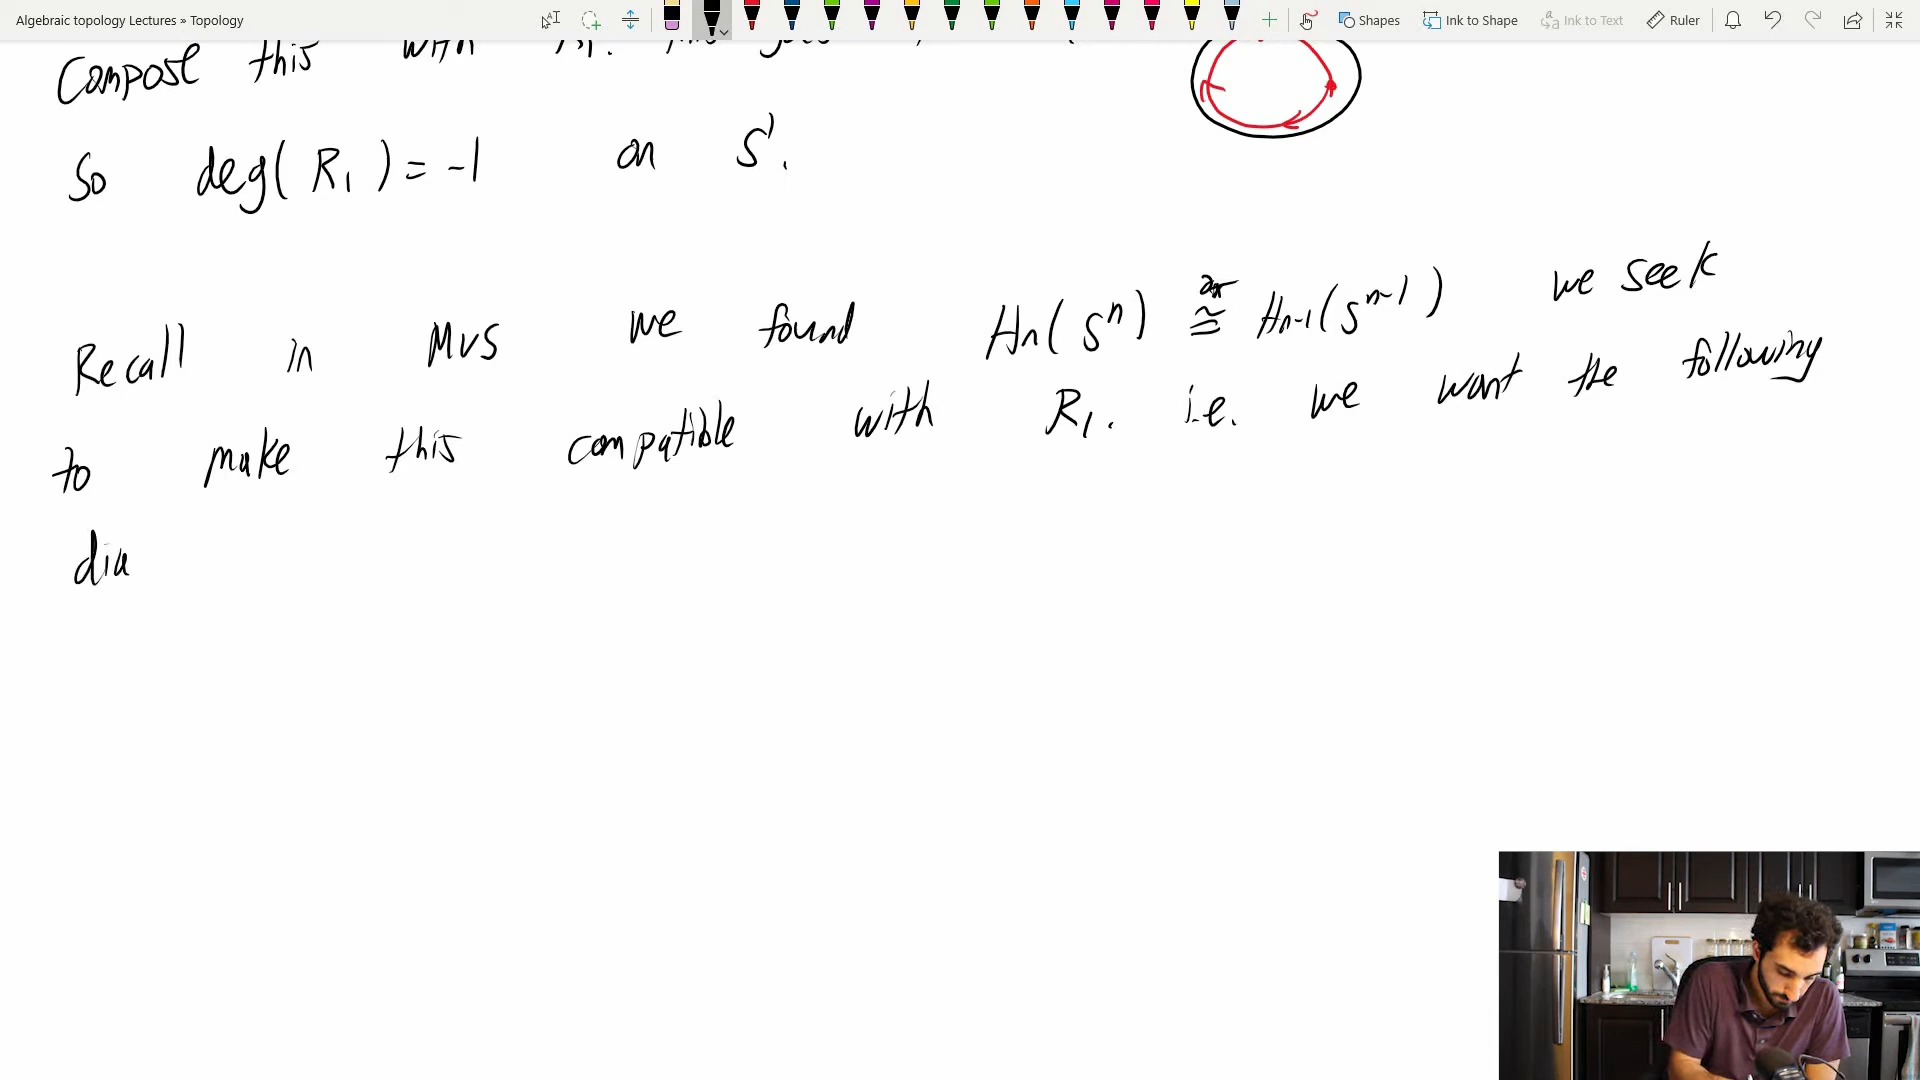 Algebraic topology Lectures » Topology
Shapes
Ink to Shape
Ink to Text
Ruler
Compose this with R₁.
So deg( R₁ ) = -1 on S¹.
Recall in MVS we found Hn( Sⁿ ) ≅ Hn-1( Sⁿ⁻¹ ) we seek
to make this compatible with R₁. i.e. we want the following
dia